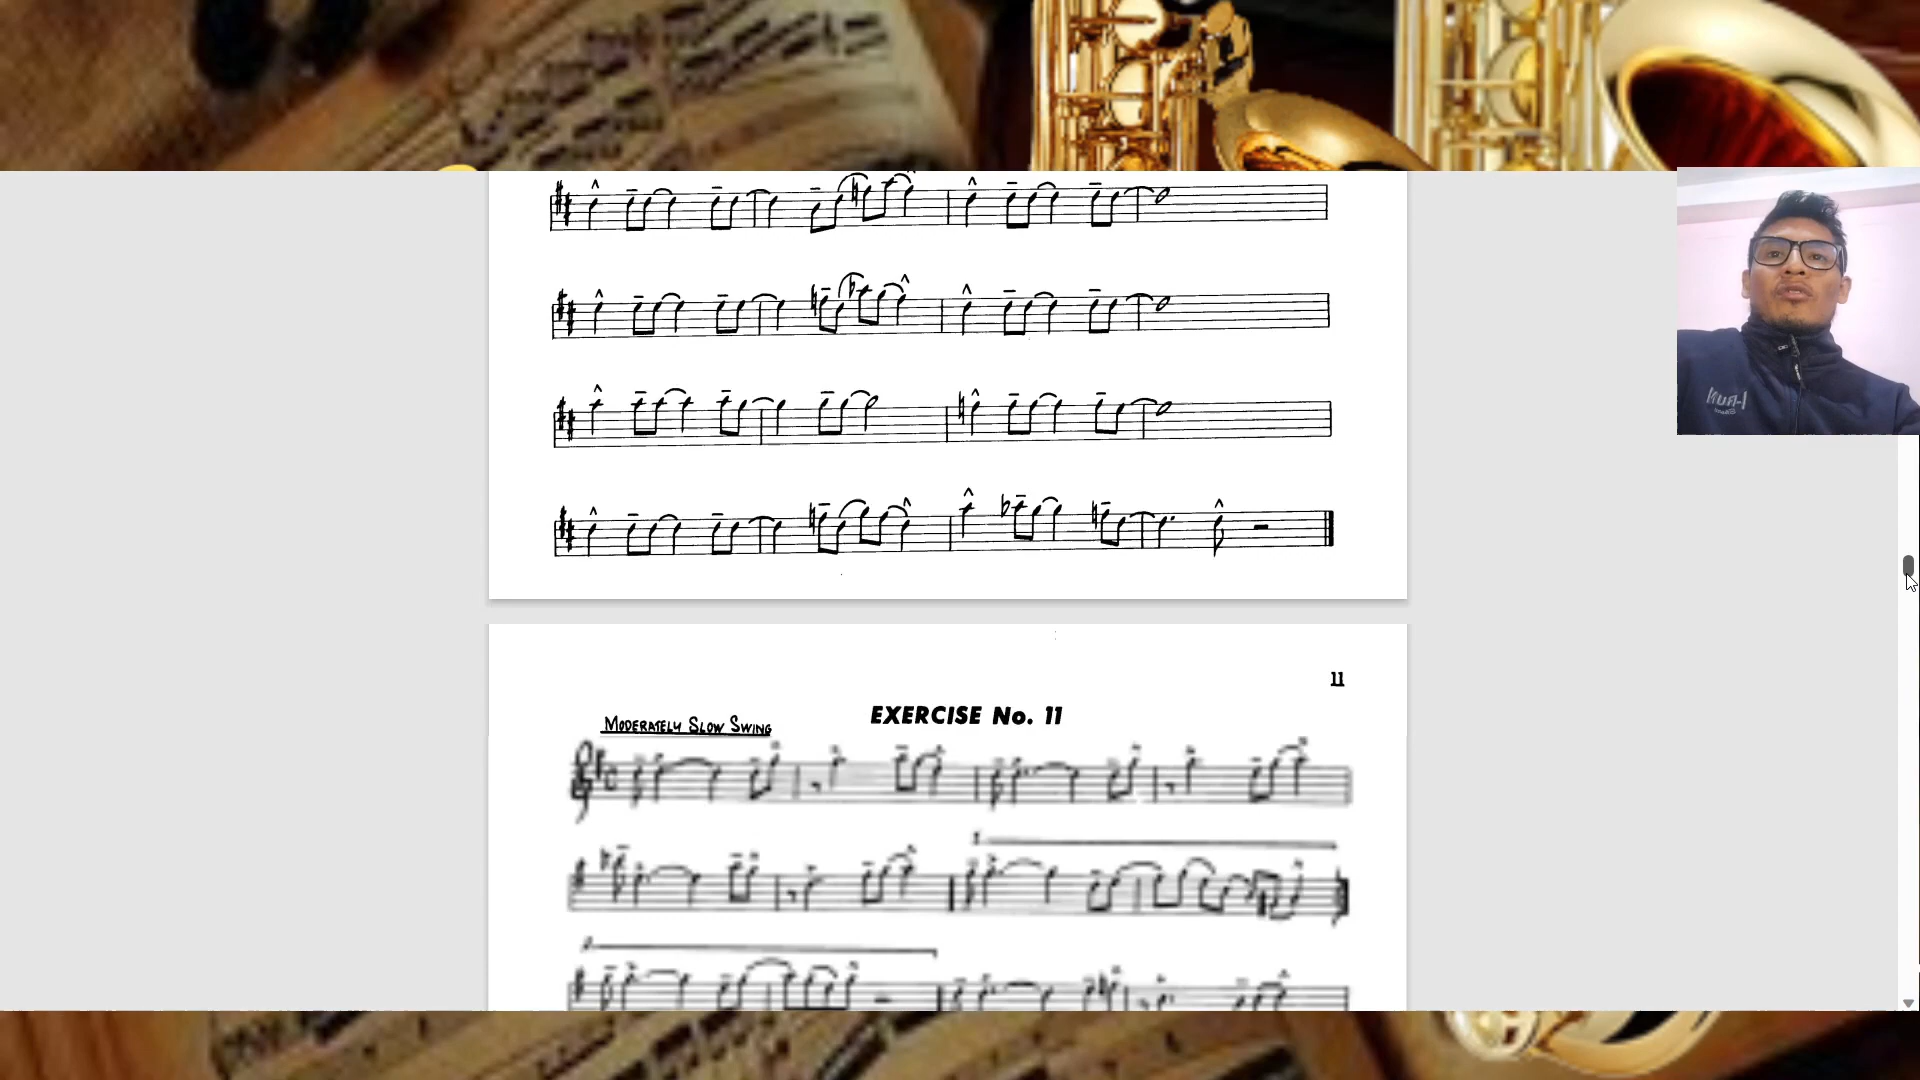 11
EXERCISE No. 11
MODERATELY SLOW SWING